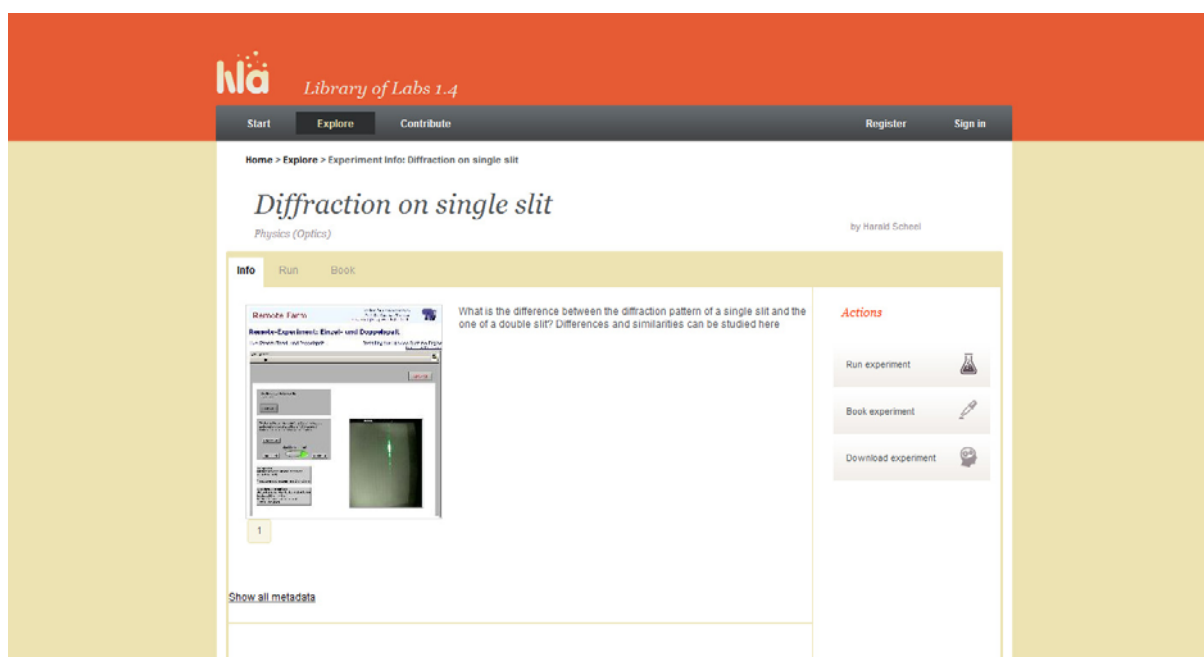 lila
Library of Labs 1.4
Start Explore Contribute Register Sign in
Home > Explore > Experiment Info: Diffraction on single slit
Diffraction on single slit
Physics (Optics)
by Harald Scheel
Info Run Book
Remote Farm
Remote-Experiment: Einzel- und Doppelspalt
What is the difference between the diffraction pattern of a single slit and the
one of a double slit? Differences and similarities can be studied here
1
Show all metadata
Actions
Run experiment
Book experiment
Download experiment